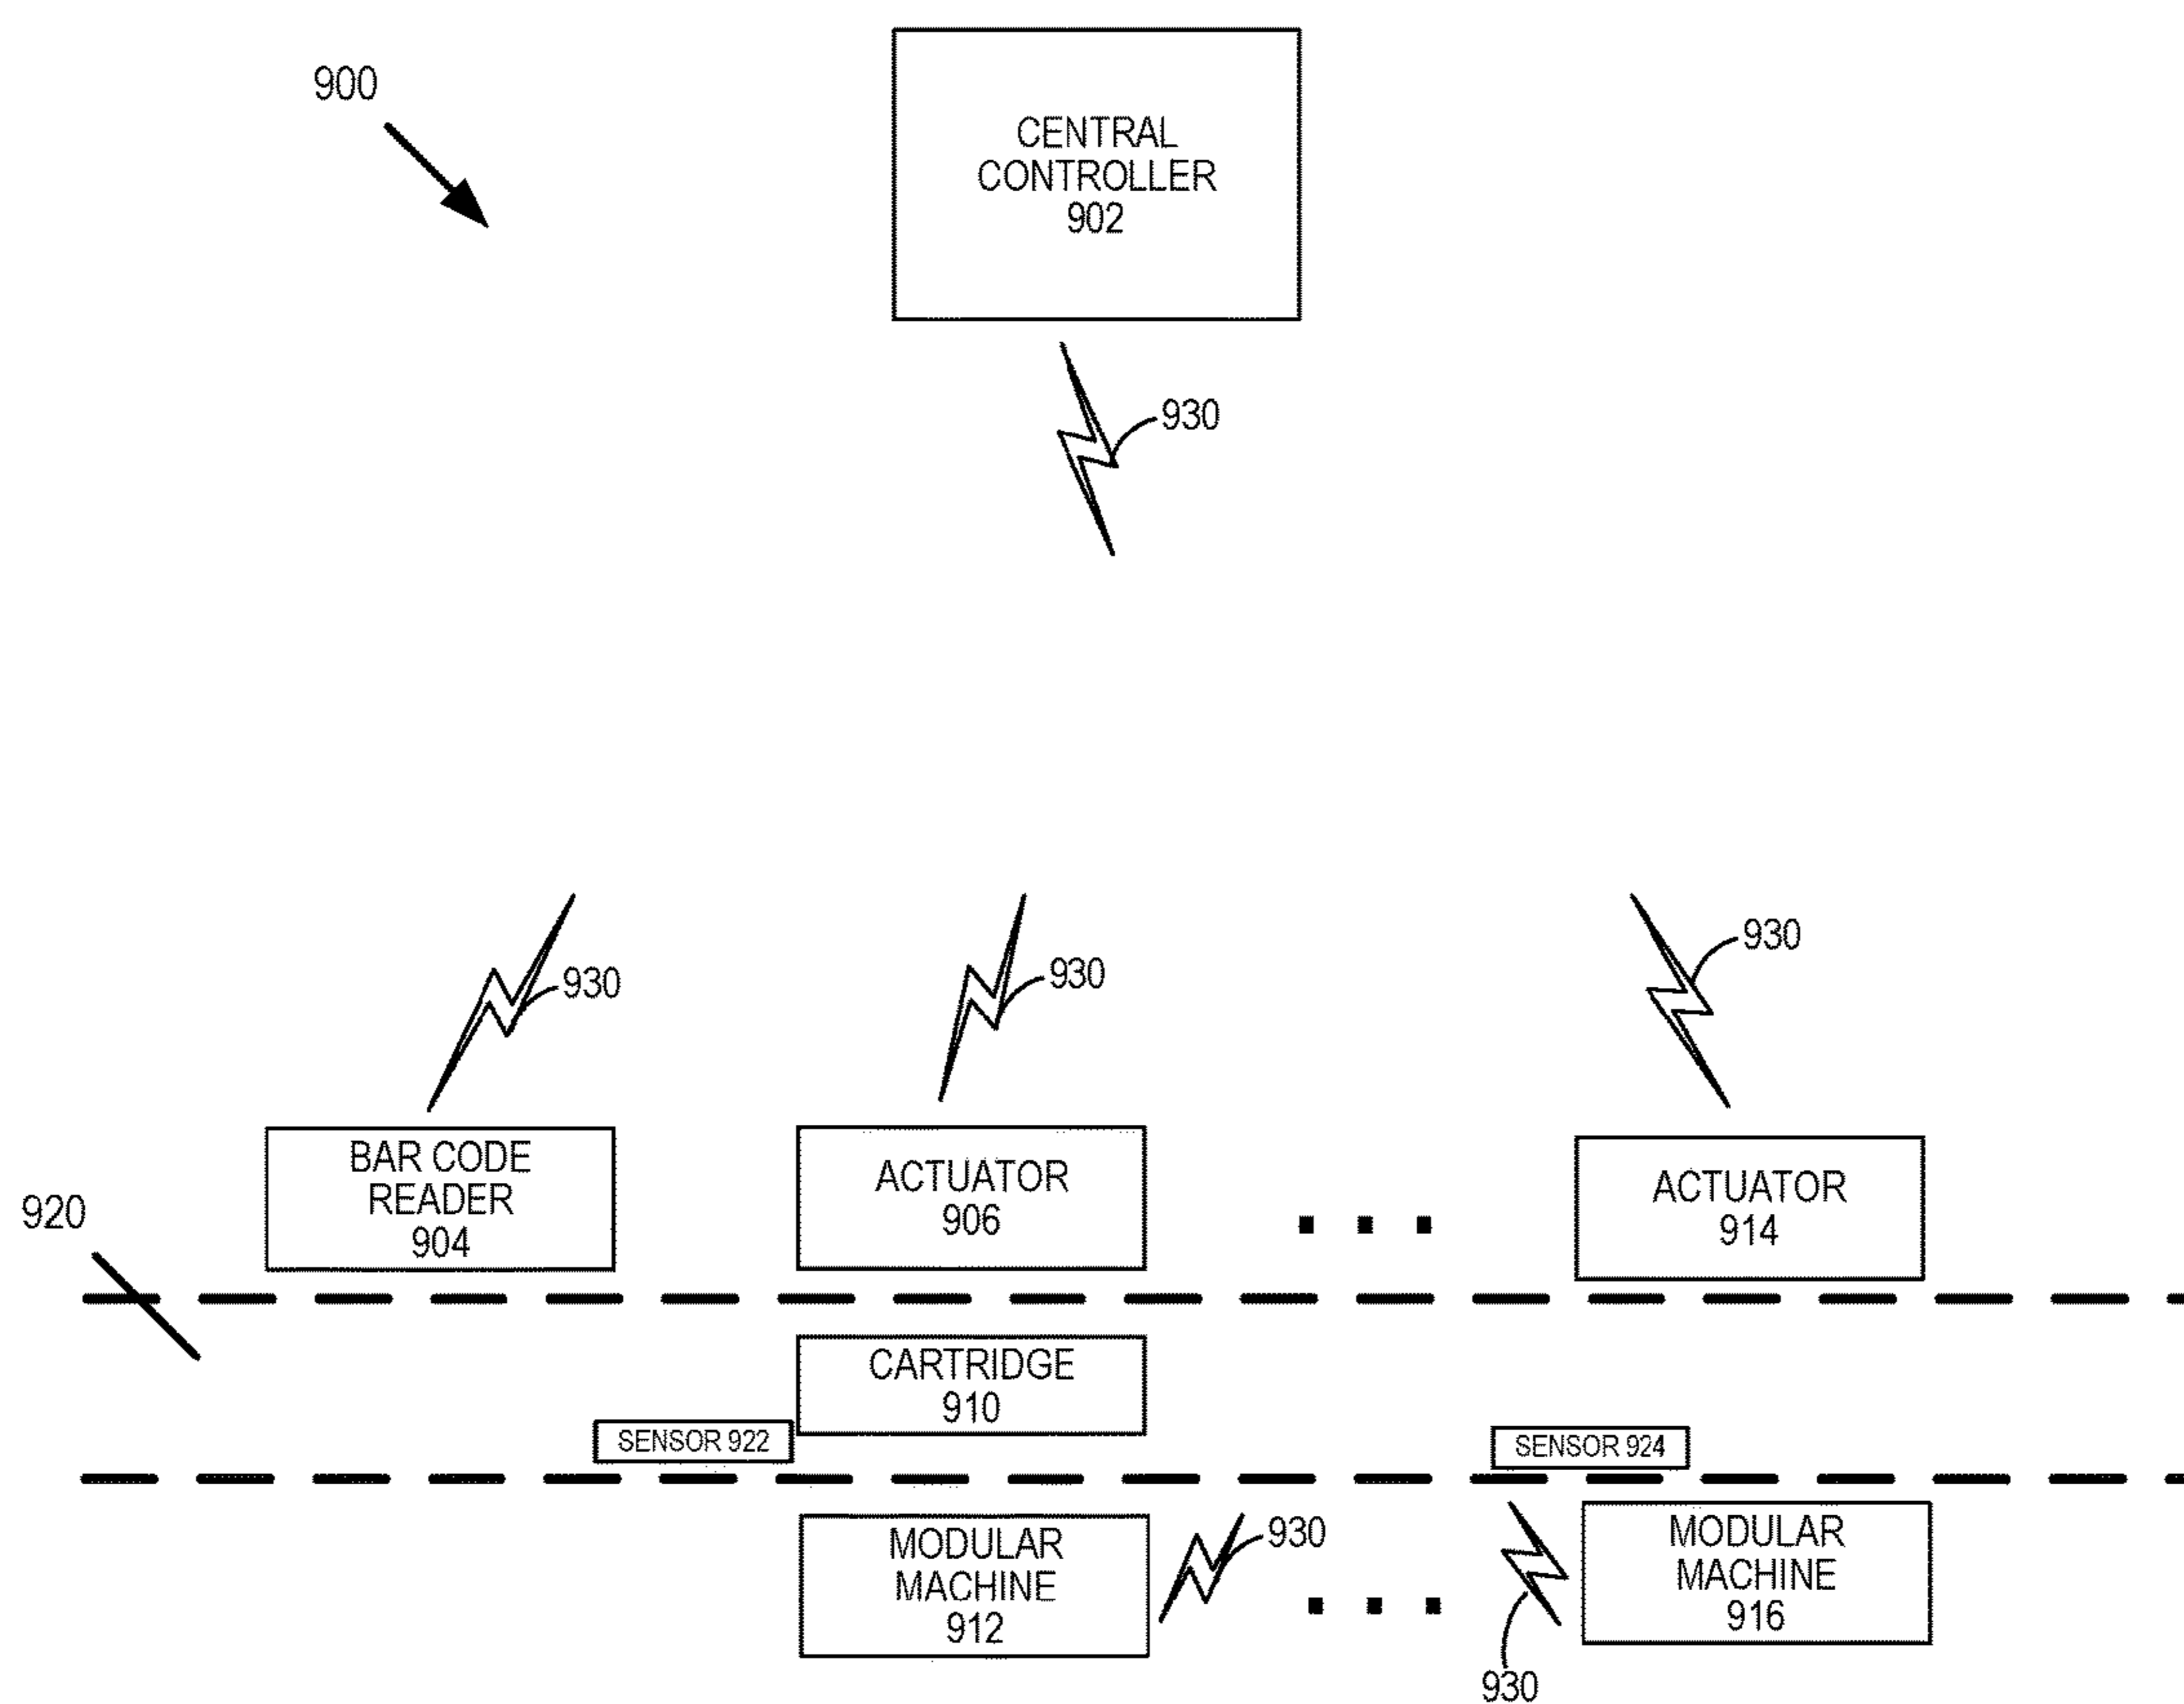 900
CENTRAL
CONTROLLER
902
930
930
930
930
BAR CODE
READER
904
ACTUATOR
906
ACTUATOR
914
920
CARTRIDGE
910
SENSOR 922
SENSOR 924
MODULAR
MACHINE
912
930
930
MODULAR
MACHINE
916